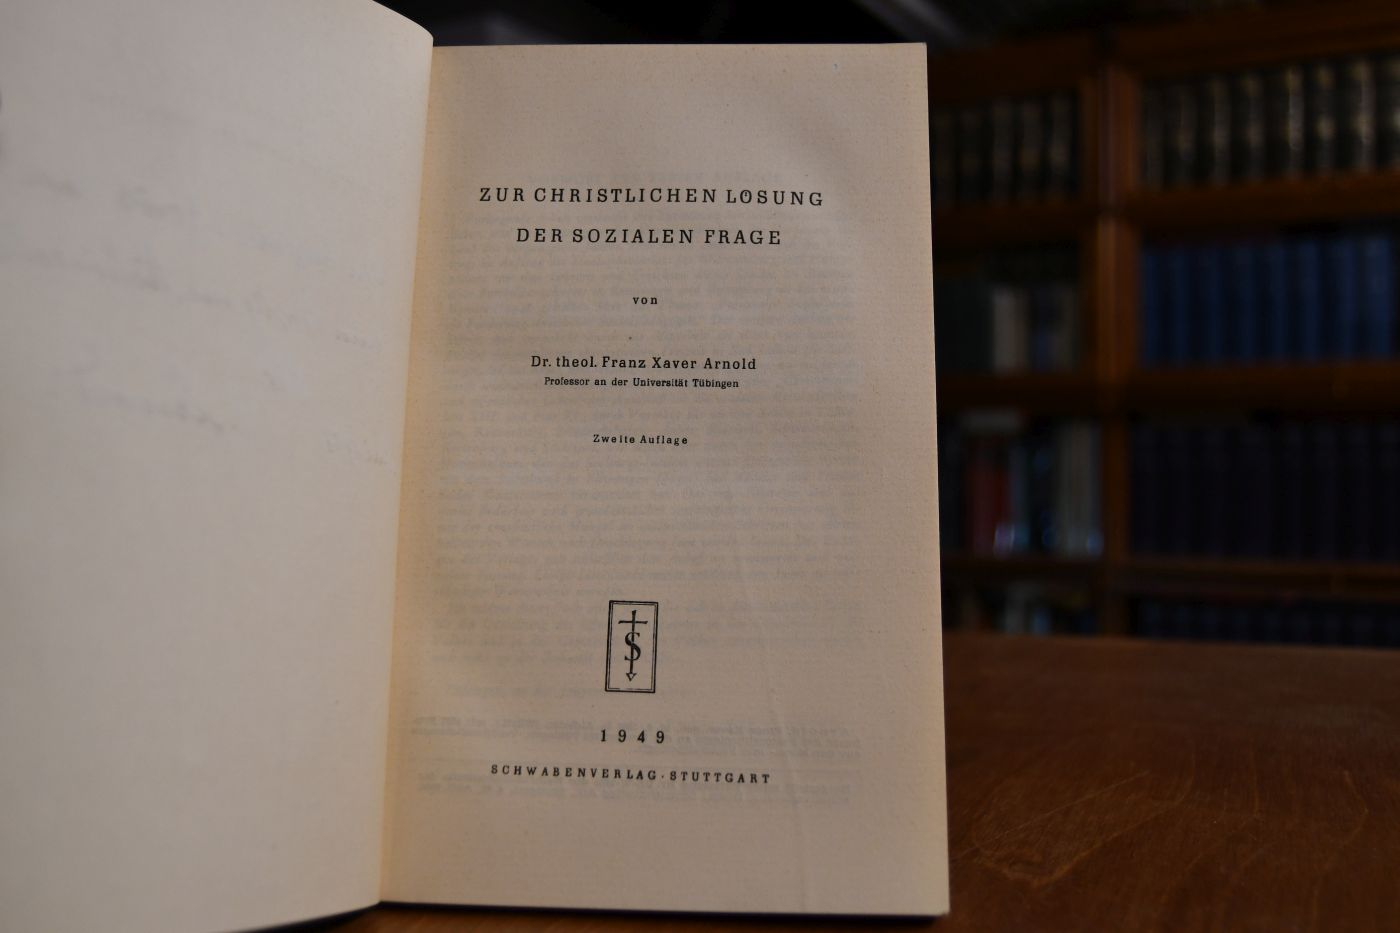 ZUR CHRISTLICHEN LÖSUNG
DER SOZIALEN FRAGE
von
Dr. theol. Franz Xaver Arnold
Professor an der Universität Tübingen
Zweite Auflage
S
1949
SCHWABENVERLAG · STUTTGART